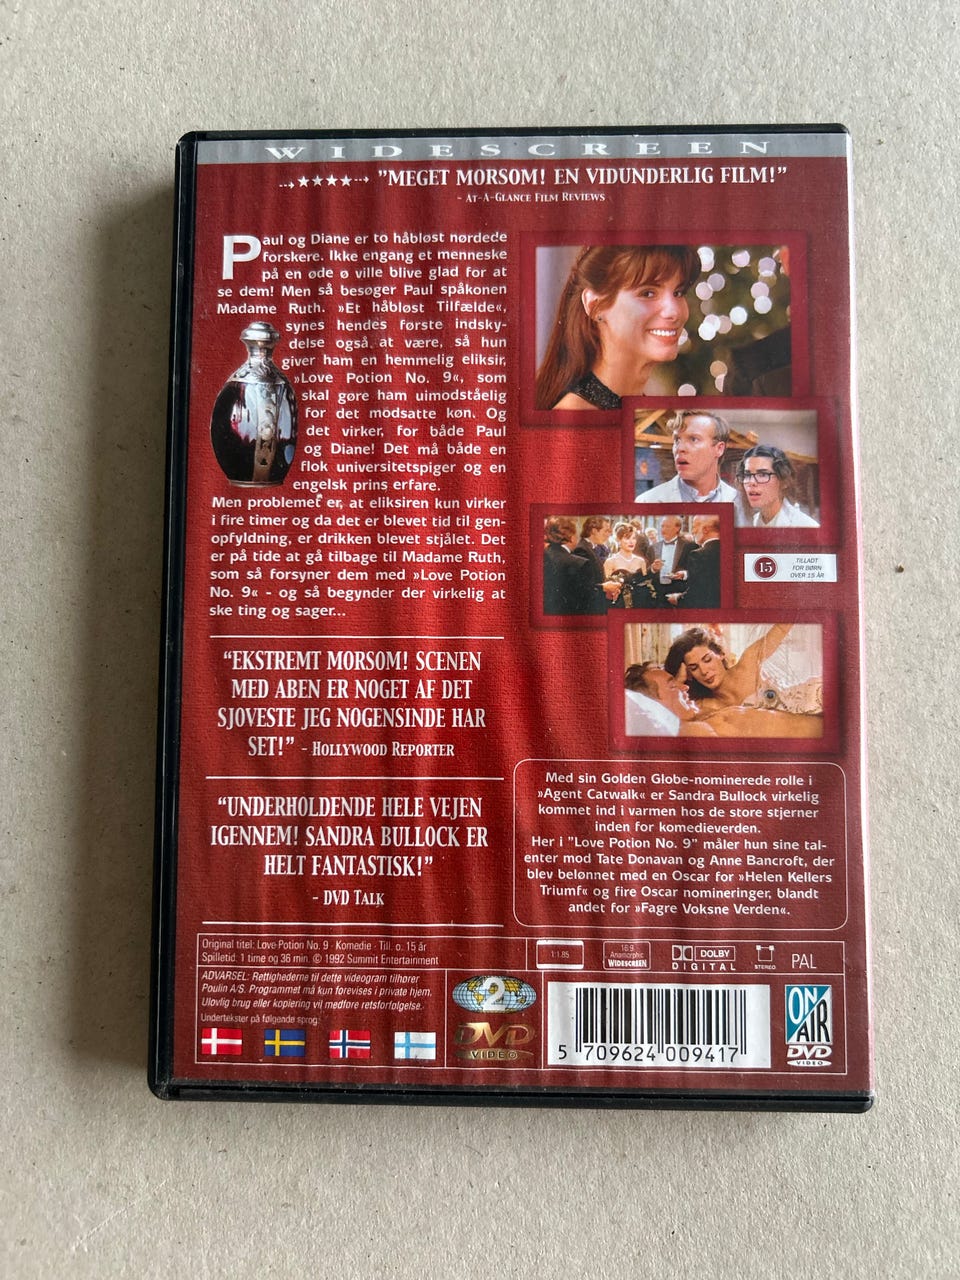 WIDESCREEN
"MEGET MORSOM! EN VIDUNDERLIG FILM!"
- AT-A-GLANCE FILM REVIEWS
Paul og Diane er to håbløst nørdede
forskere. Ikke engang et menneske
på en øde ø ville blive glad for at
se dem! Men så besøger Paul spåkonen
Madame Ruth. »Et håbløst Tilfælde«,
synes hendes første indsky-
delse også at være, så hun
giver ham en hemmelig eliksir,
»Love Potion No. 9«, som
skal gøre ham uimodståelig
for det modsatte køn. Og
det virker, for både Paul
og Diane! Det må både en
flok universitetspiger og en
engelsk prins erfare.
Men problemet er, at eliksiren kun virker
i fire timer og da det er blevet tid til gen-
opfyldning, er drikken blevet stjålet. Det
er på tide at gå tilbage til Madame Ruth,
som så forsyner dem med »Love Potion
No. 9« - og så begynder der virkelig at
ske ting og sager...
"EKSTREMT MORSOM! SCENEN
MED ABEN ER NOGET AF DET
SJOVESTE JEG NOGENSINDE HAR
SET!" - HOLLYWOOD REPORTER
"UNDERHOLDENDE HELE VEJEN
IGENNEM! SANDRA BULLOCK ER
HELT FANTASTISK!"
- DVD TALK
15
TILLADT
FOR BØRN
OVER 15 ÅR
Med sin Golden Globe-nominerede rolle i
»Agent Catwalk« er Sandra Bullock virkelig
kommet ind i varmen hos de store stjerner
inden for komedieverden.
Her i "Love Potion No. 9" måler hun sine tal-
enter mod Tate Donavan og Anne Bancroft, der
blev belønnet med en Oscar for »Helen Kellers
Triumf« og fire Oscar nomineringer, blandt
andet for »Fagre Voksne Verden«.
Original titel: Love Potion No. 9 · Komedie · Till. o. 15 år
Spilletid: 1 time og 36 min. © 1992 Summit Entertainment
ADVARSEL: Rettighederne til dette videogram tilhører
Poulin A/S. Programmet må kun forevises i private hjem.
Ulovlig brug eller kopiering vil medføre retsforfølgelse.
Undertekster på følgende sprog:
2
DVD
VIDEO
1:1.85
16:9
Anamorphic
WIDESCREEN
DOLBY
DIGITAL
STEREO
PAL
5 709624 009417
ON
AIR
DVD
VIDEO